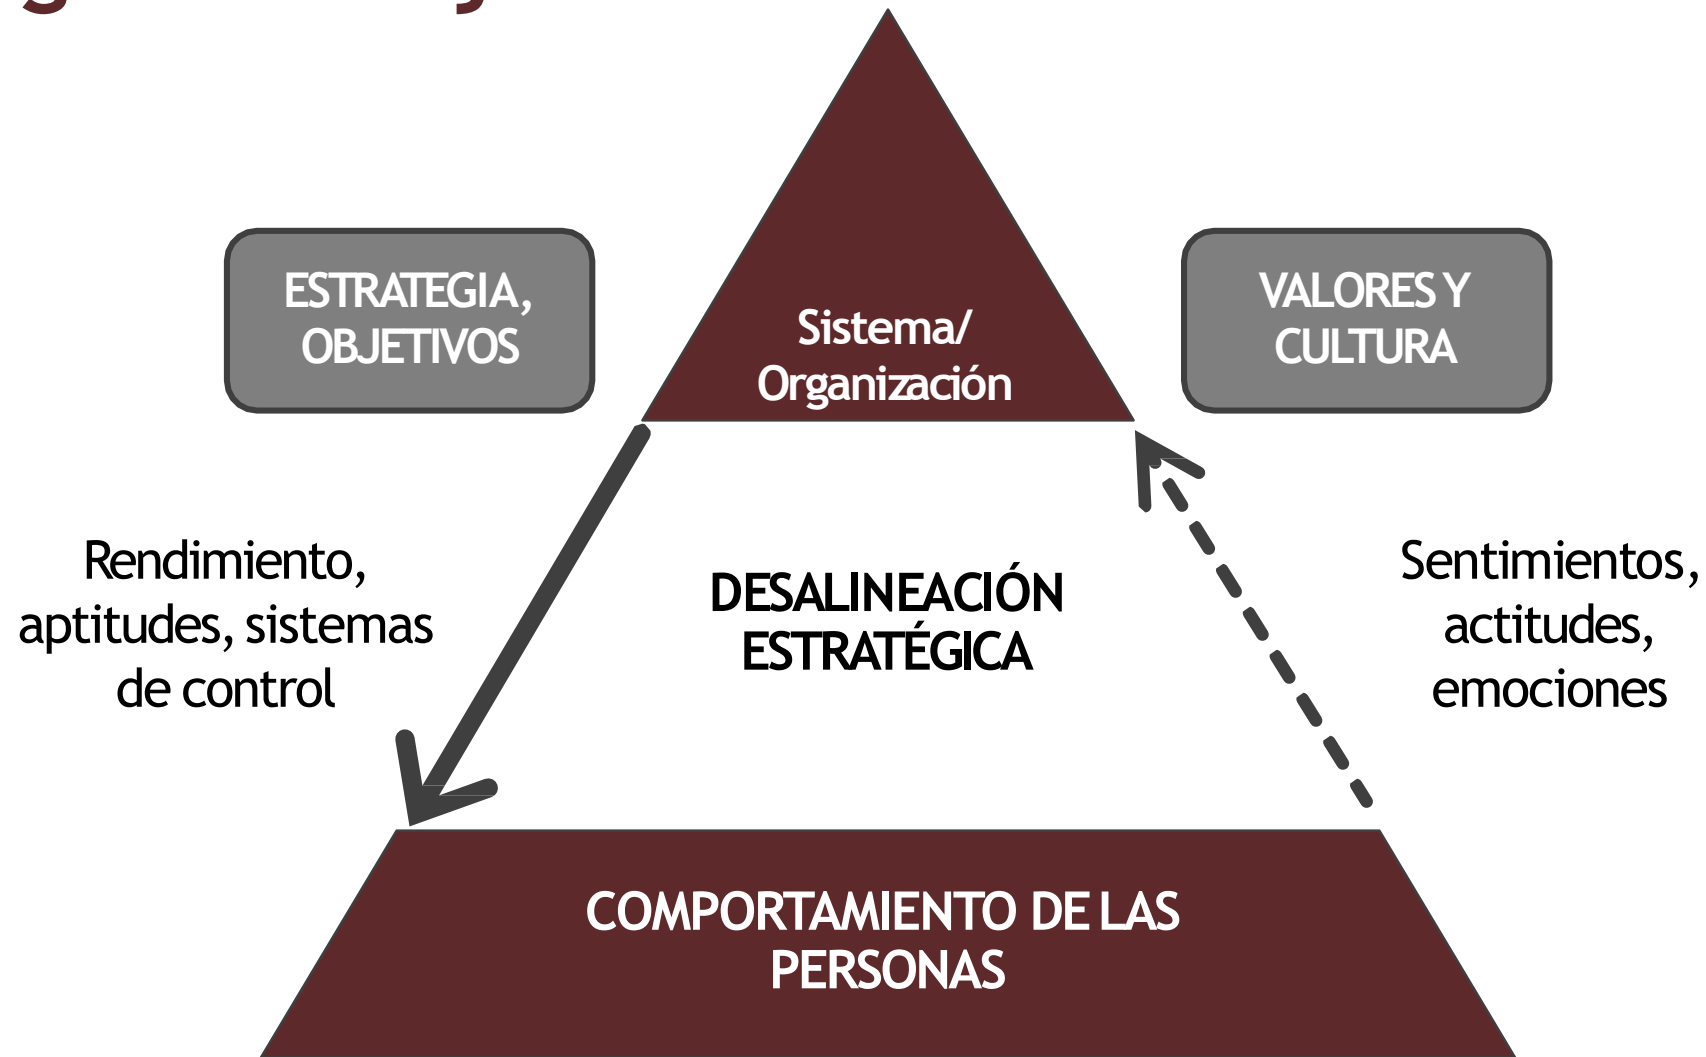 ESTRATEGIA,
OBJETIVOS
Sistema/
Organización
VALORES Y
CULTURA
Rendimiento,
aptitudes, sistemas
de control
DESALINEACIÓN
ESTRATÉGICA
Sentimientos,
actitudes,
emociones
COMPORTAMIENTO DE LAS
PERSONAS